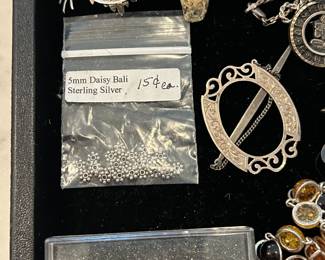 5mm Daisy Bali
Sterling Silver 15¢ ea.